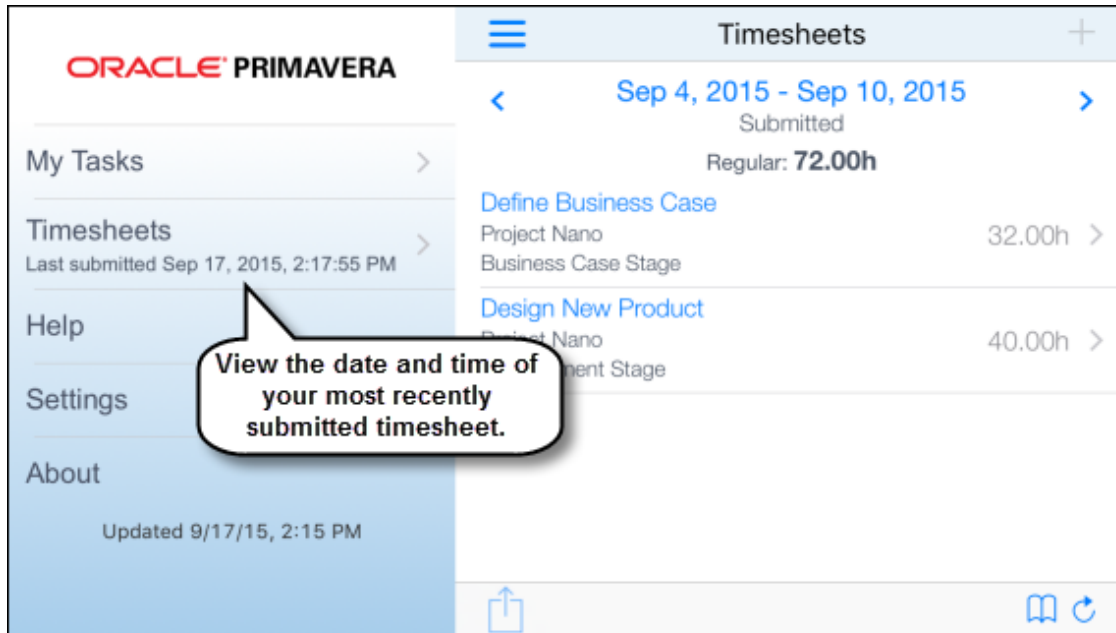 ORACLE PRIMAVERA
My Tasks
Timesheets
Last submitted Sep 17, 2015, 2:17:55 PM
Help
View the date and time of
your most recently
submitted timesheet.
Settings
About
Updated 9/17/15, 2:15 PM
Timesheets
Sep 4, 2015 - Sep 10, 2015
Submitted
Regular: 72.00h
Define Business Case
Project Nano
32.00h
Business Case Stage
Design New Product
Nano
40.00h
Stage